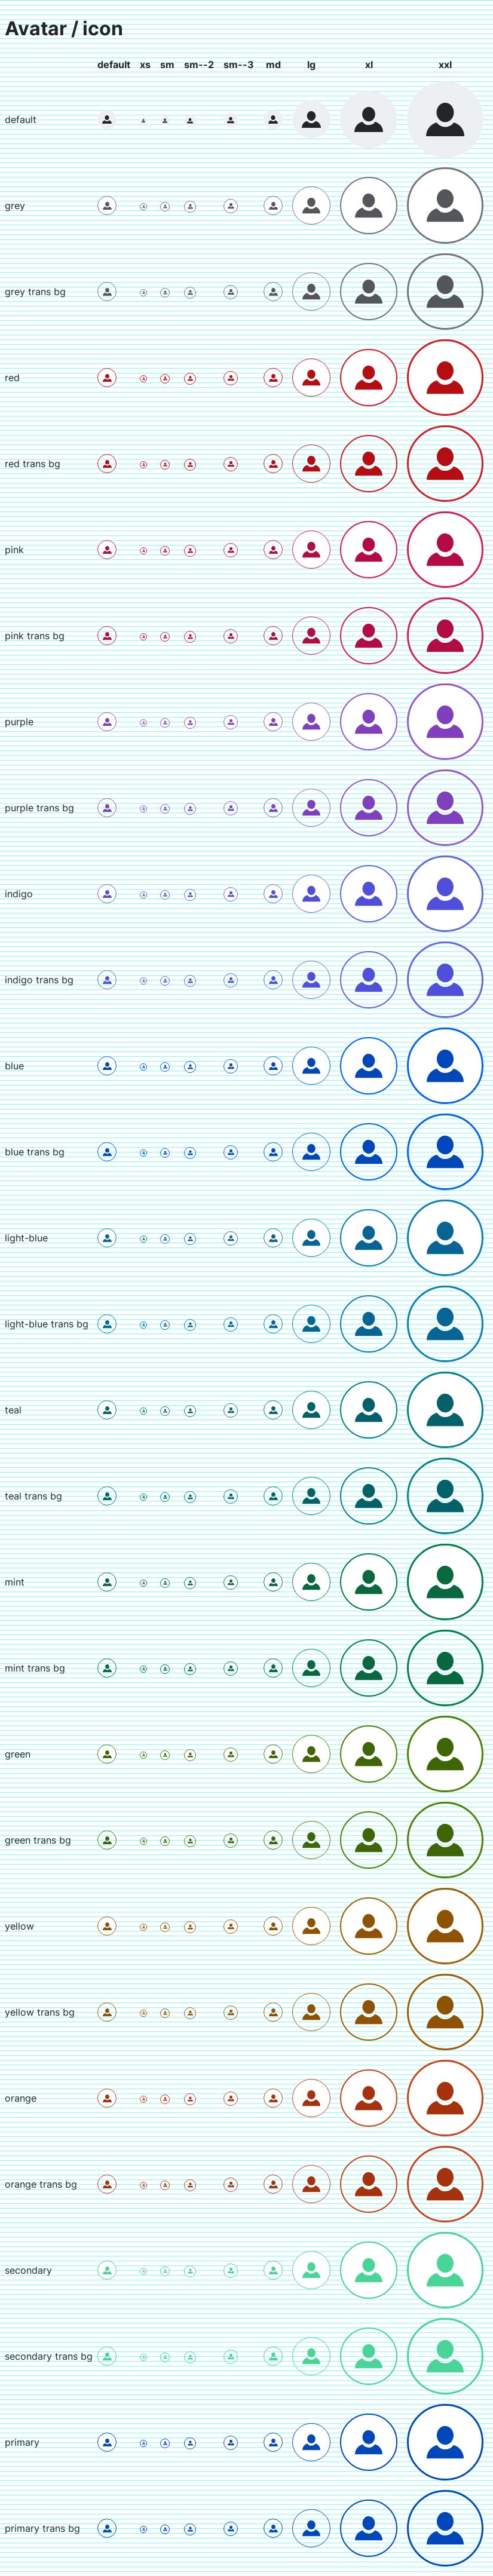 Avatar / icon
default xs sm sm--2 sm--3 md lg xl xxl
default
grey
grey trans bg
red
red trans bg
pink
pink trans bg
purple
purple trans bg
indigo
indigo trans bg
blue
blue trans bg
light-blue
light-blue trans bg
teal
teal trans bg
mint
mint trans bg
green
green trans bg
yellow
yellow trans bg
orange
orange trans bg
secondary
secondary trans bg
primary
primary trans bg